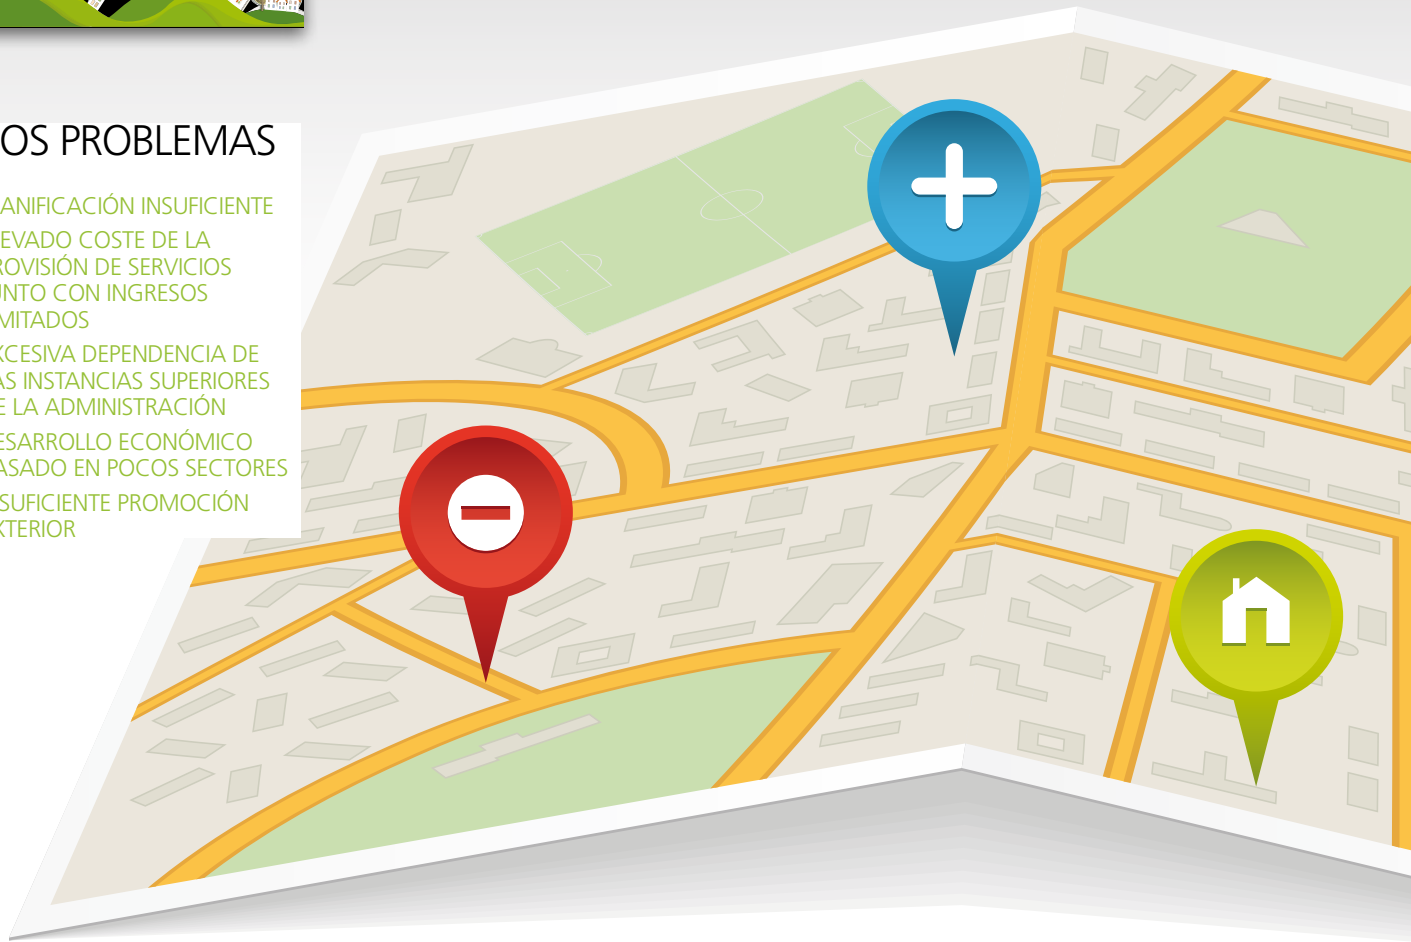 OS PROBLEMAS
ANIFICACIÓN INSUFICIENTE
EVADO COSTE DE LA
ROVISIÓN DE SERVICIOS
UNTO CON INGRESOS
MITADOS
XCESIVA DEPENDENCIA DE
AS INSTANCIAS SUPERIORES
E LA ADMINISTRACIÓN
ESARROLLO ECONÓMICO
ASADO EN POCOS SECTORES
SUFICIENTE PROMOCIÓN
XTERIOR